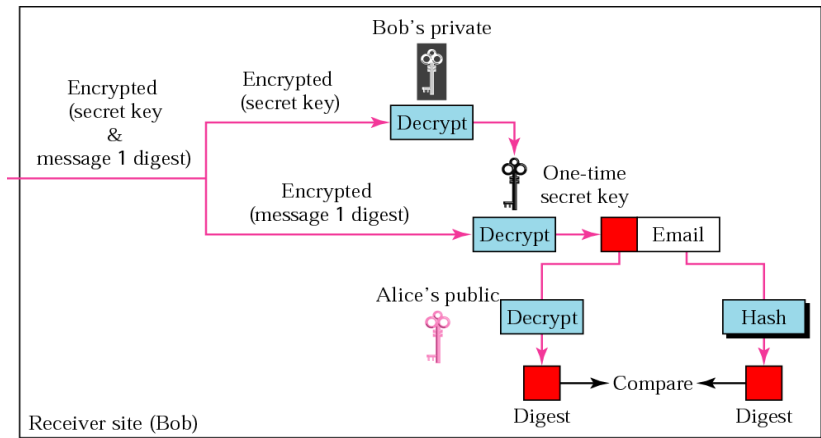 Bob's private
Encrypted
(secret key
&
message 1 digest)
Encrypted
(secret key)
Decrypt
One-time
secret key
Encrypted
(message 1 digest)
Decrypt
Email
Alice's public
Decrypt
Hash
Compare
Digest
Digest
Receiver site (Bob)